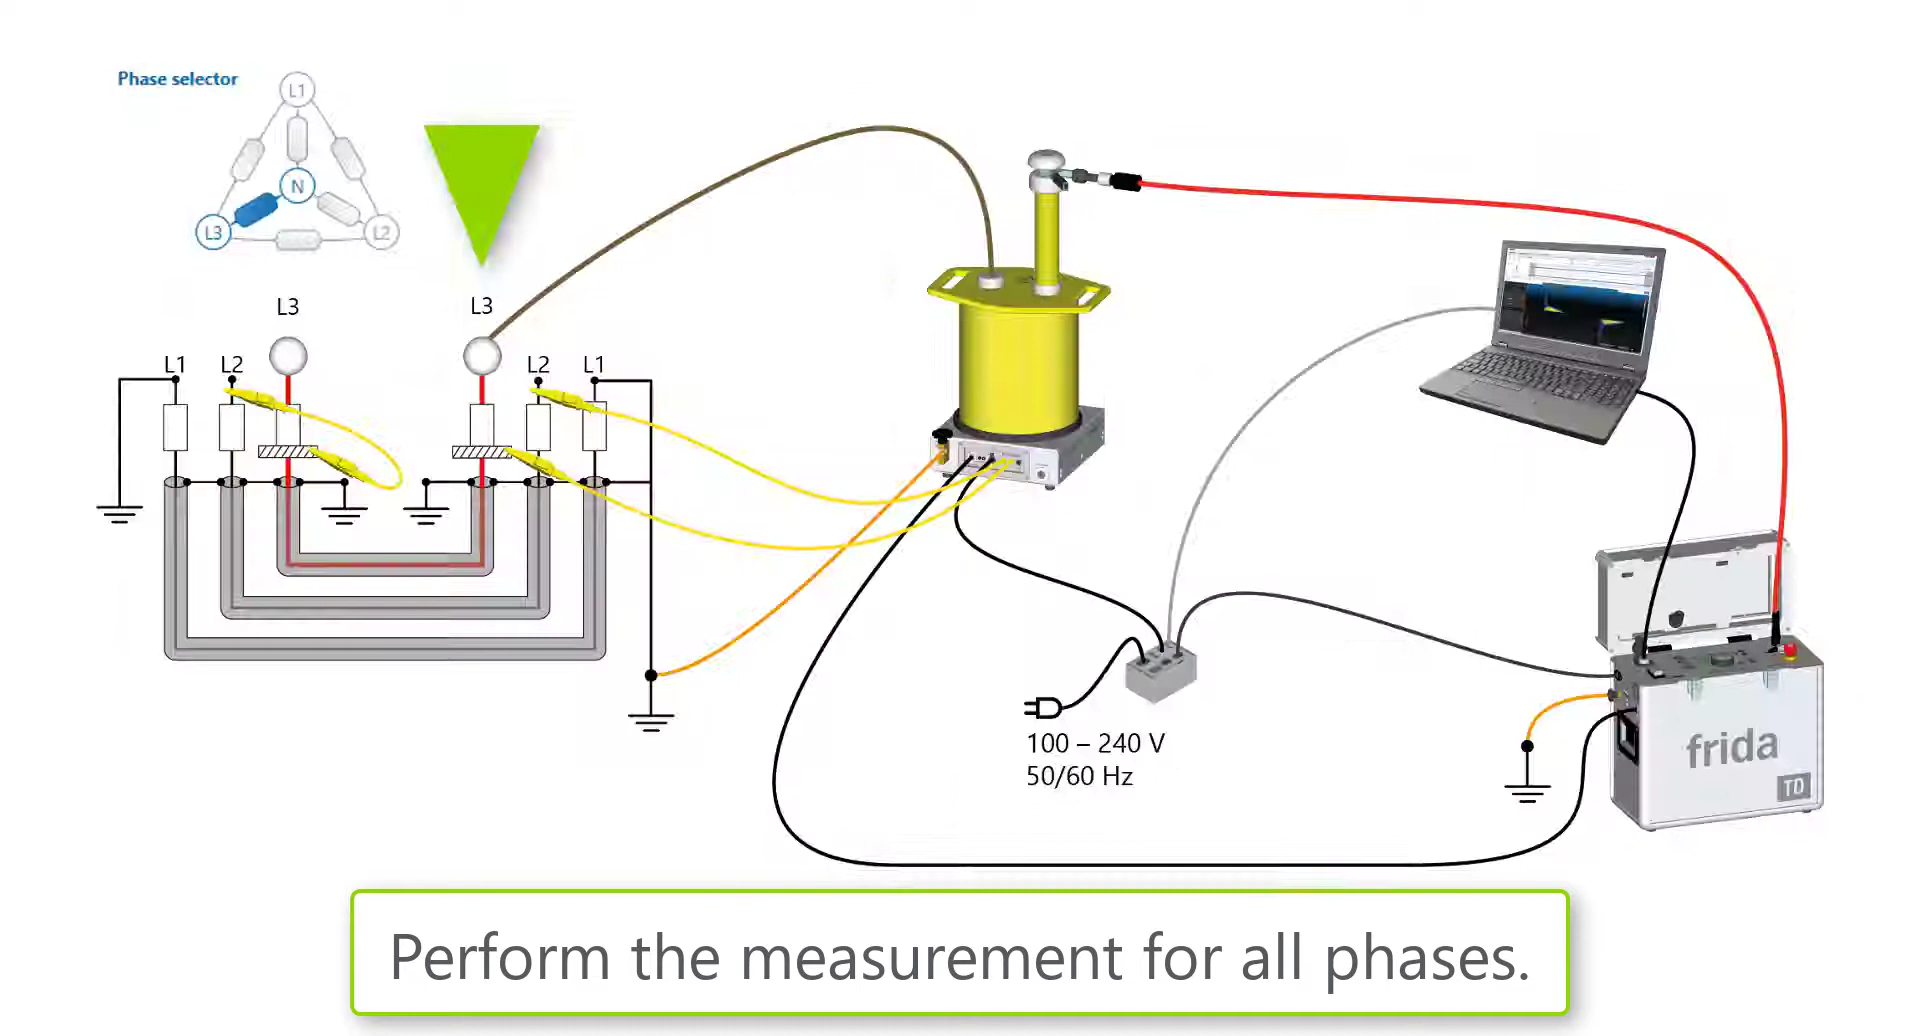 Phase selector
L1
N
L3
L2
L3
L3
L1
L2
L2
L1
100 – 240 V
50/60 Hz
frida
TD
Perform the measurement for all phases.